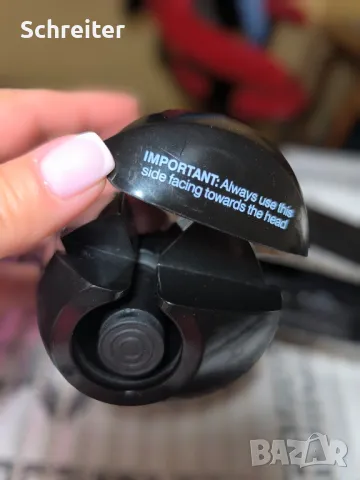 Schreiter
IMPORTANT: Always use this
side facing towards the head
BAZAR